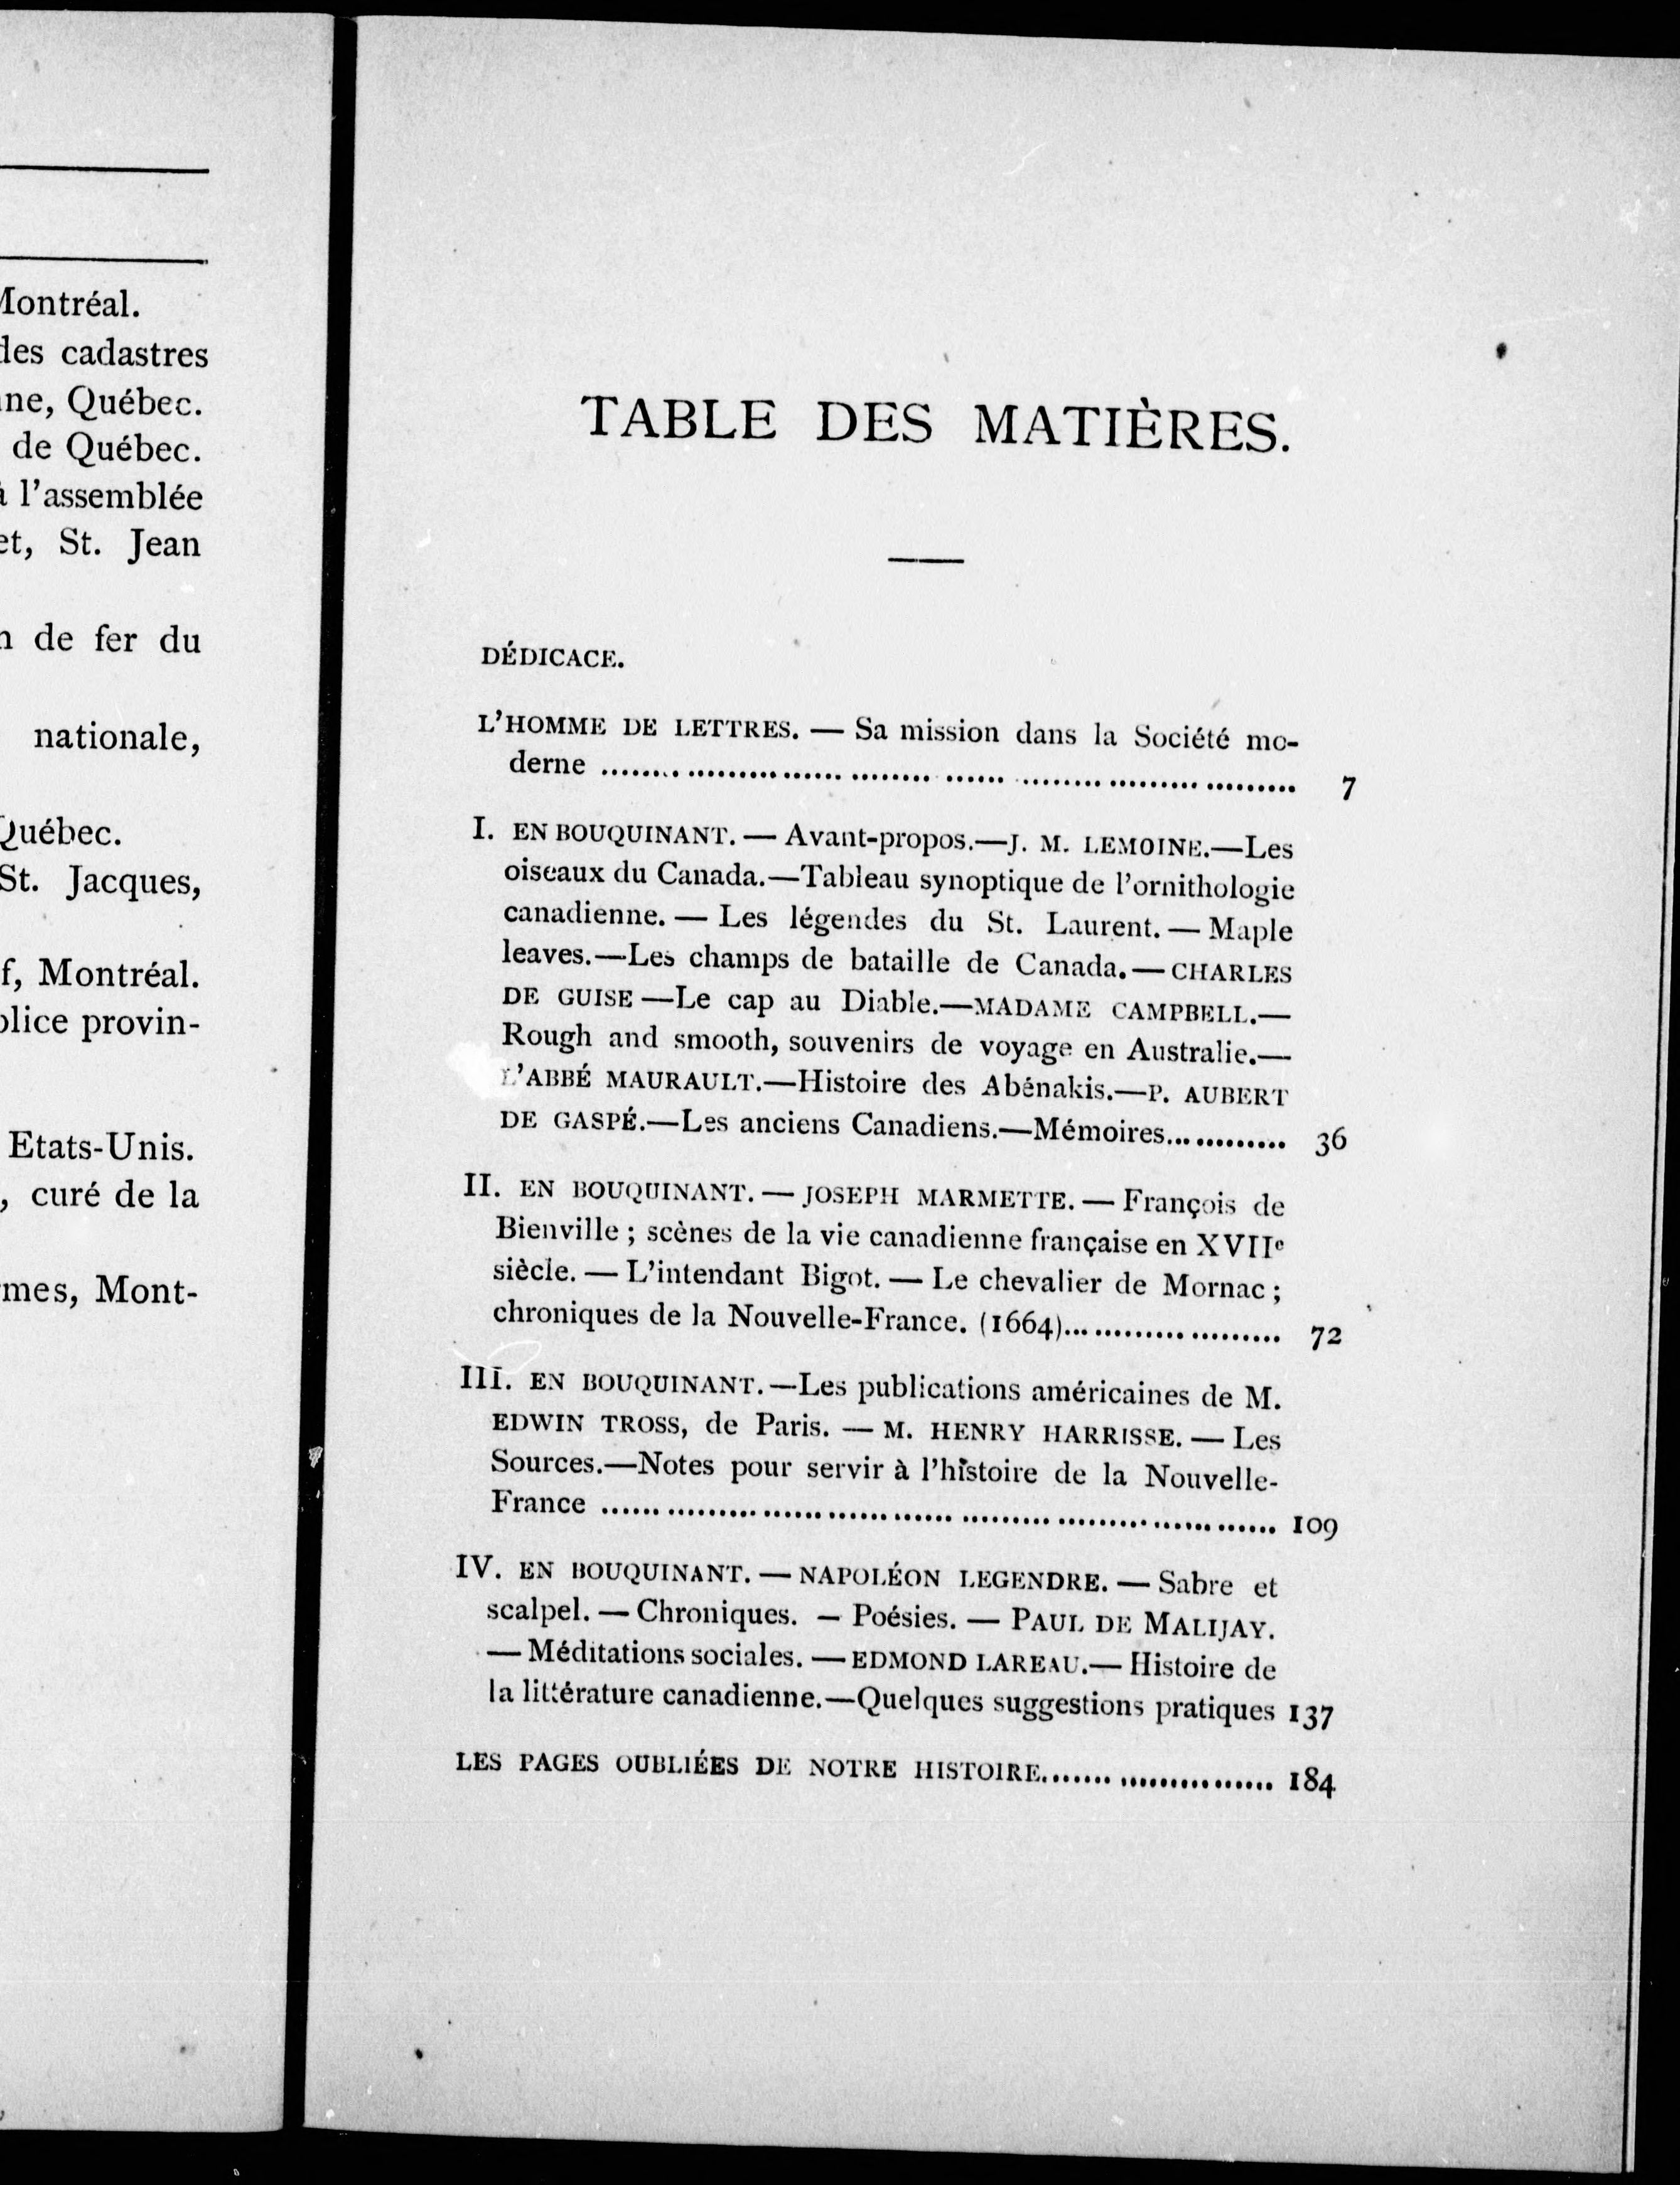 Montréal.
des cadastres
Québec.
de Québec.
à l'assemblée
St. Jean
de fer du
nationale,
Québec.
St. Jacques,
Montréal.
provin-
Etats-Unis.
curé de la
Mont-
TABLE DES MATIÈRES.
DÉDICACE.
L'HOMME DE LETTRES. — Sa mission dans la Société mo-
derne ........................................................ 7
I. EN BOUQUINANT. — Avant-propos.—J. M. LEMOINE.—Les
oiseaux du Canada.—Tableau synoptique de l'ornithologie
canadienne. — Les légendes du St. Laurent. — Maple
leaves.—Les champs de bataille de Canada.—CHARLES
DE GUISE —Le cap au Diable.—MADAME CAMPBELL.—
Rough and smooth, souvenirs de voyage en Australie.—
L'ABBÉ MAURAULT.—Histoire des Abénakis.—P. AUBERT
DE GASPÉ.—Les anciens Canadiens.—Mémoires............ 36
II. EN BOUQUINANT. — JOSEPH MARMETTE. — François de
Bienville ; scènes de la vie canadienne française en XVIIe
siècle. — L'intendant Bigot. — Le chevalier de Mornac ;
chroniques de la Nouvelle-France. (1664).................... 72
III. EN BOUQUINANT.—Les publications américaines de M.
EDWIN TROSS, de Paris. — M. HENRY HARRISSE. — Les
Sources.—Notes pour servir à l'histoire de la Nouvelle-
France ............................................................ 109
IV. EN BOUQUINANT. — NAPOLÉON LEGENDRE. — Sabre et
scalpel. — Chroniques. — Poésies. — PAUL DE MALIJAY.
— Méditations sociales. — EDMOND LAREAU.— Histoire de
la littérature canadienne.—Quelques suggestions pratiques 137
LES PAGES OUBLIÉES DE NOTRE HISTOIRE...................... 184